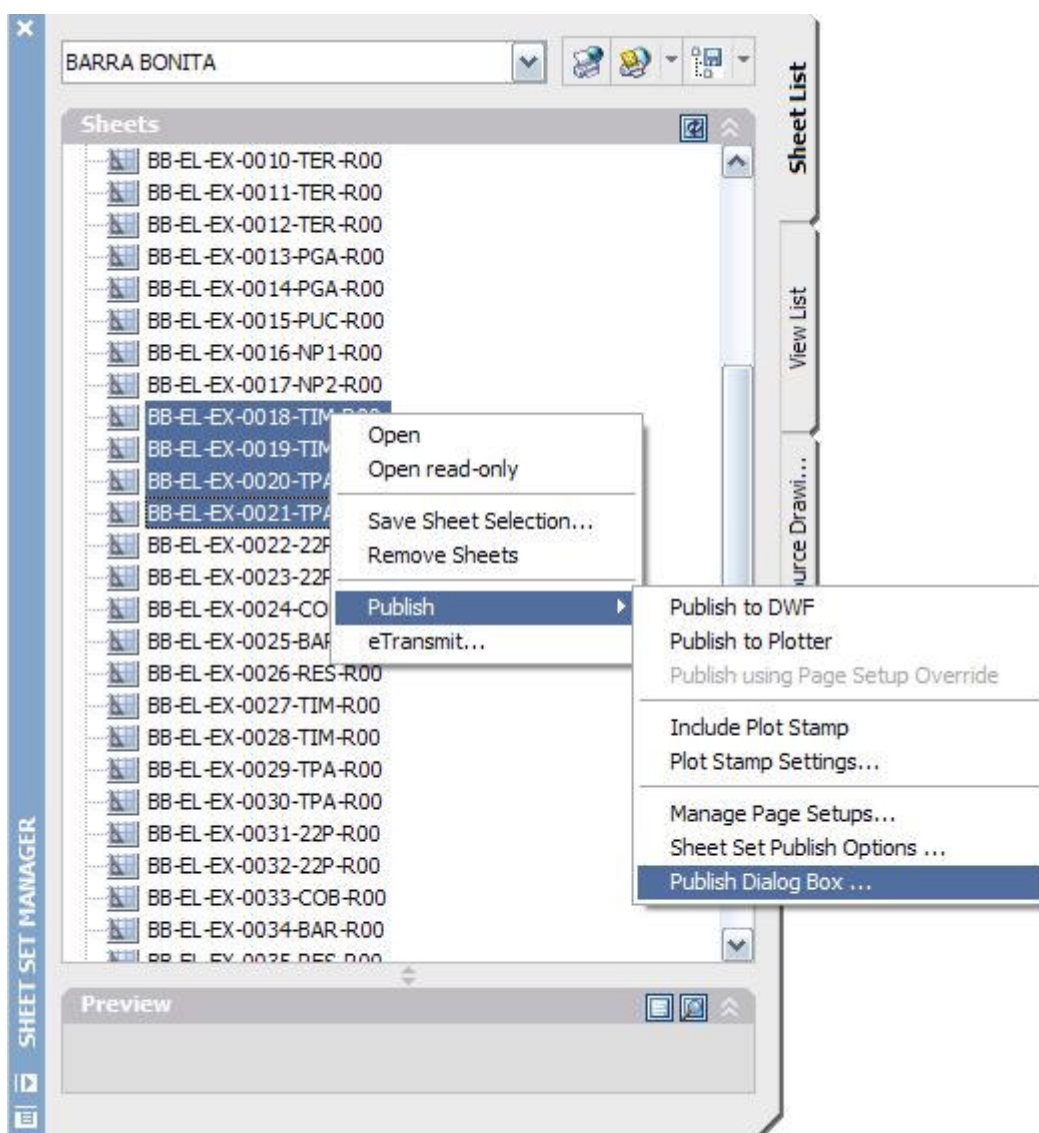 BARRA BONITA
Sheets
BB-EL-EX-0010-TER-R00
BB-EL-EX-0011-TER-R00
BB-EL-EX-0012-TER-R00
BB-EL-EX-0013-PGA-R00
BB-EL-EX-0014-PGA-R00
BB-EL-EX-0015-PUC-R00
BB-EL-EX-0016-NP1-R00
BB-EL-EX-0017-NP2-R00
BB-EL-EX-0018-TIM-R00
BB-EL-EX-0019-TIM
BB-EL-EX-0020-TPA
BB-EL-EX-0021-TPA
BB-EL-EX-0022-22P
BB-EL-EX-0023-22P
BB-EL-EX-0024-CO
BB-EL-EX-0025-BAR
BB-EL-EX-0026-RES-R00
BB-EL-EX-0027-TIM-R00
BB-EL-EX-0028-TIM-R00
BB-EL-EX-0029-TPA-R00
BB-EL-EX-0030-TPA-R00
BB-EL-EX-0031-22P-R00
BB-EL-EX-0032-22P-R00
BB-EL-EX-0033-COB-R00
BB-EL-EX-0034-BAR-R00
BB-EL-EX-0035-RES-R00
Open
Open read-only
Save Sheet Selection...
Remove Sheets
Publish
eTransmit...
Publish to DWF
Publish to Plotter
Publish using Page Setup Override
Include Plot Stamp
Plot Stamp Settings...
Manage Page Setups...
Sheet Set Publish Options ...
Publish Dialog Box ...
Preview
Sheet List
View List
ource Drawi...
SHEET SET MANAGER